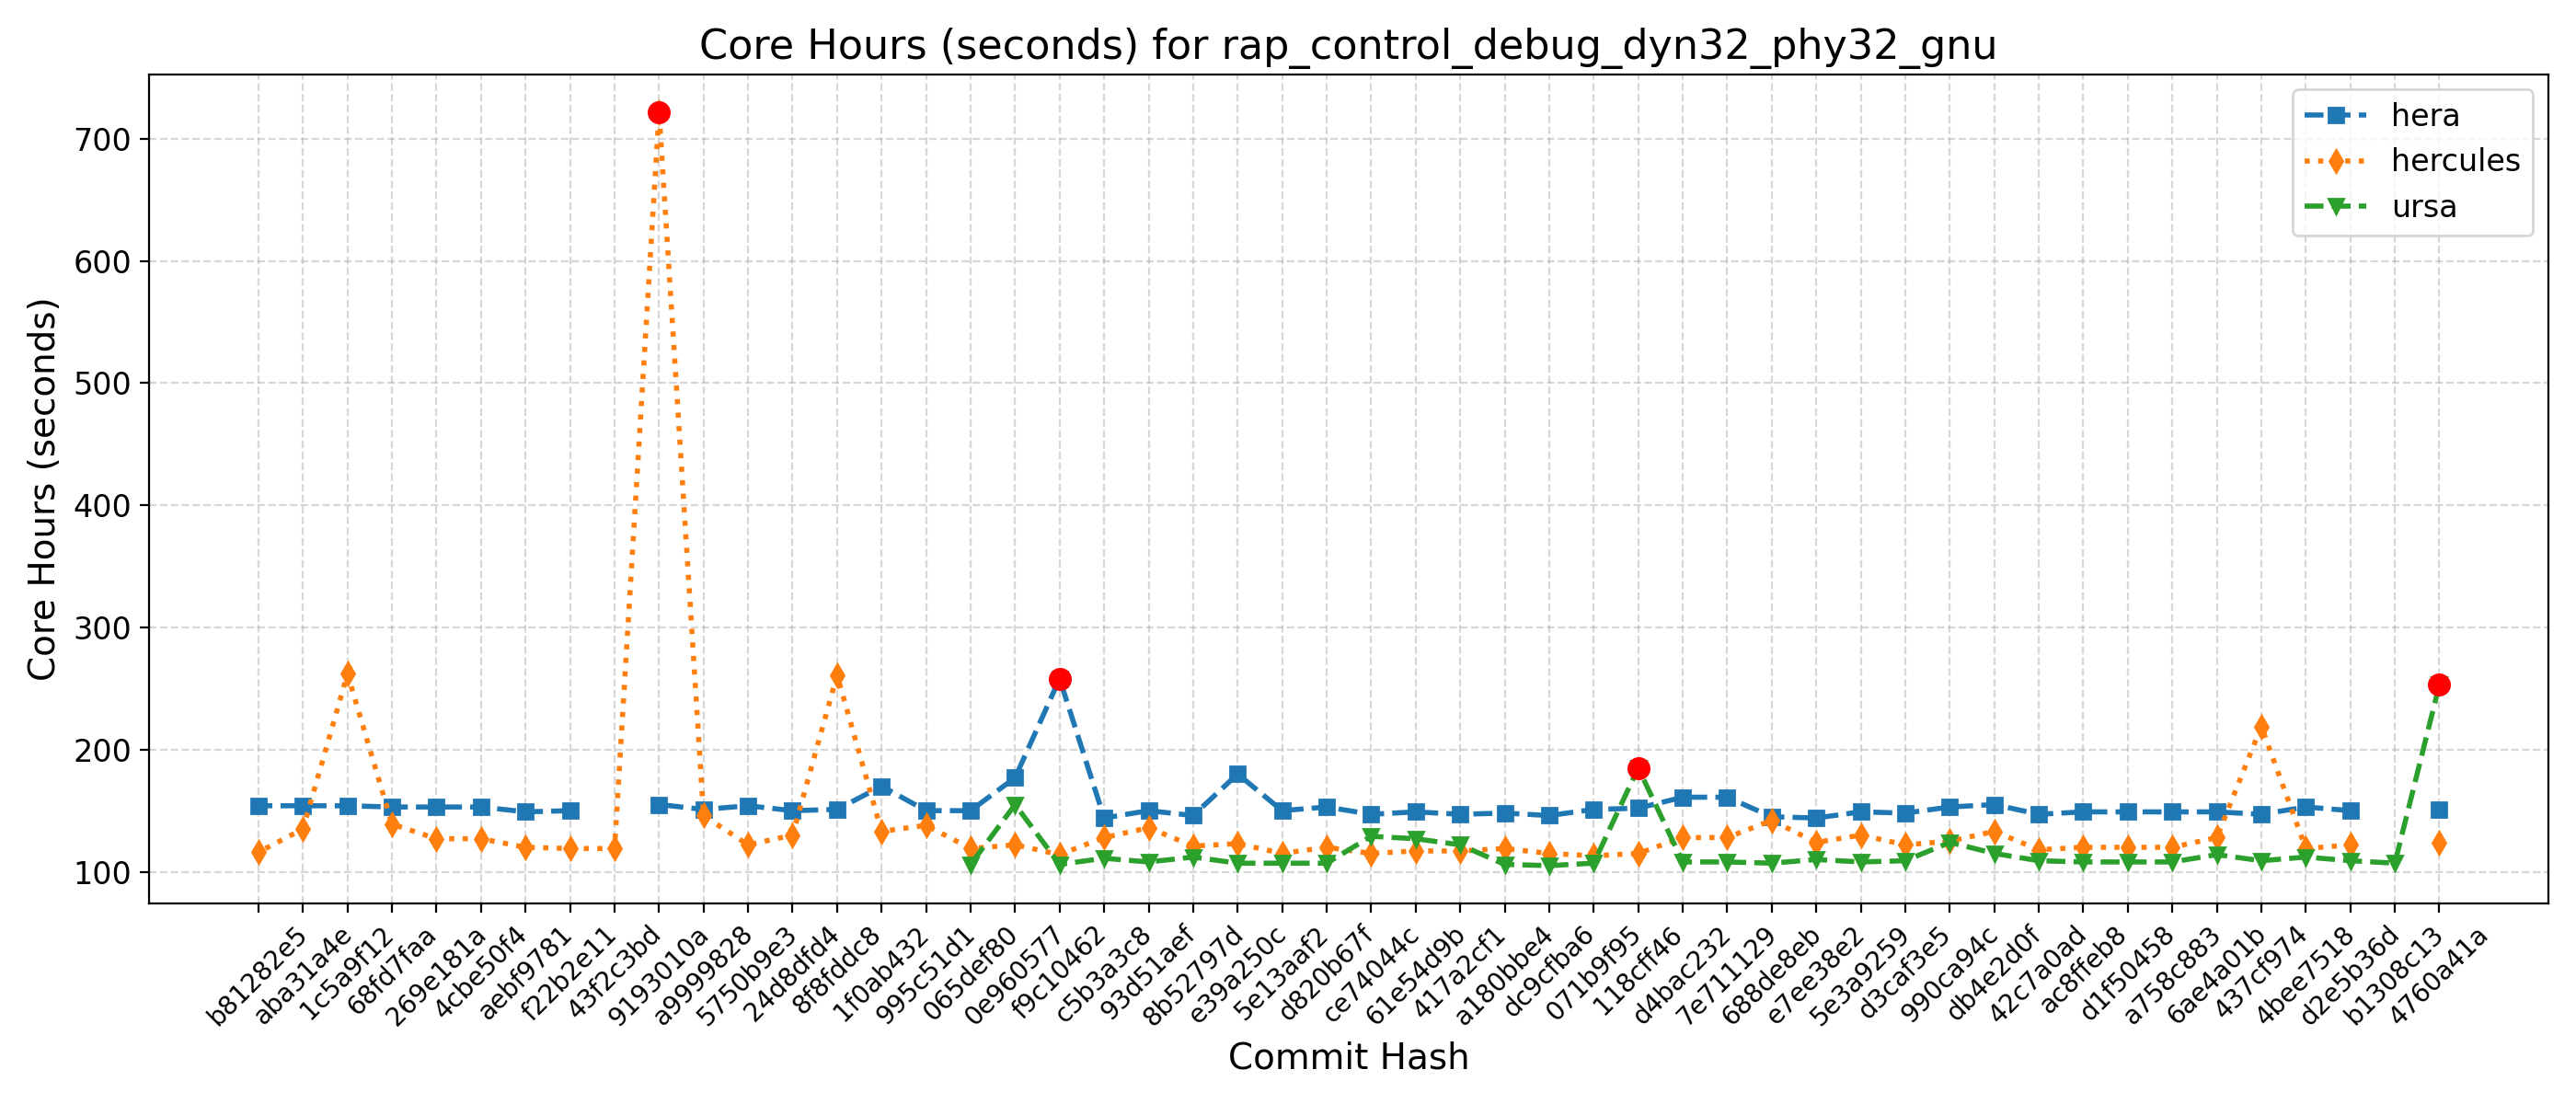 Core Hours (seconds) for rap_control_debug_dyn32_phy32_gnu
hera
hercules
ursa
Core Hours (seconds)
700
600
500
400
300
200
100
b81282e5
aba31a4e
1c5a9f12
68fd7faa
269e181a
4cbe50f4
aebf9781
f22b2e11
43f2c3bd
9193010a
a9999828
5750b9e3
24d8dfd4
8f8fddc8
1f0ab432
995c51d1
065def80
0e960577
f9c10462
c5b3a3c8
93d51aef
8b52797d
e39a250c
5e13aaf2
d820b67f
ce74044c
61e54d9b
417a2cf1
a180bbe4
dc9cfba6
071b9f95
118cff46
d4bac232
7e711129
688de8eb
e7ee38e2
5e3a9259
d3caf3e5
990ca94c
db4e2d0f
42c7a0ad
ac8ffeb8
d1f50458
a758c883
6ae4a01b
437cf974
4bee7518
d2e5b36d
b1308c13
4760a41a
Commit Hash